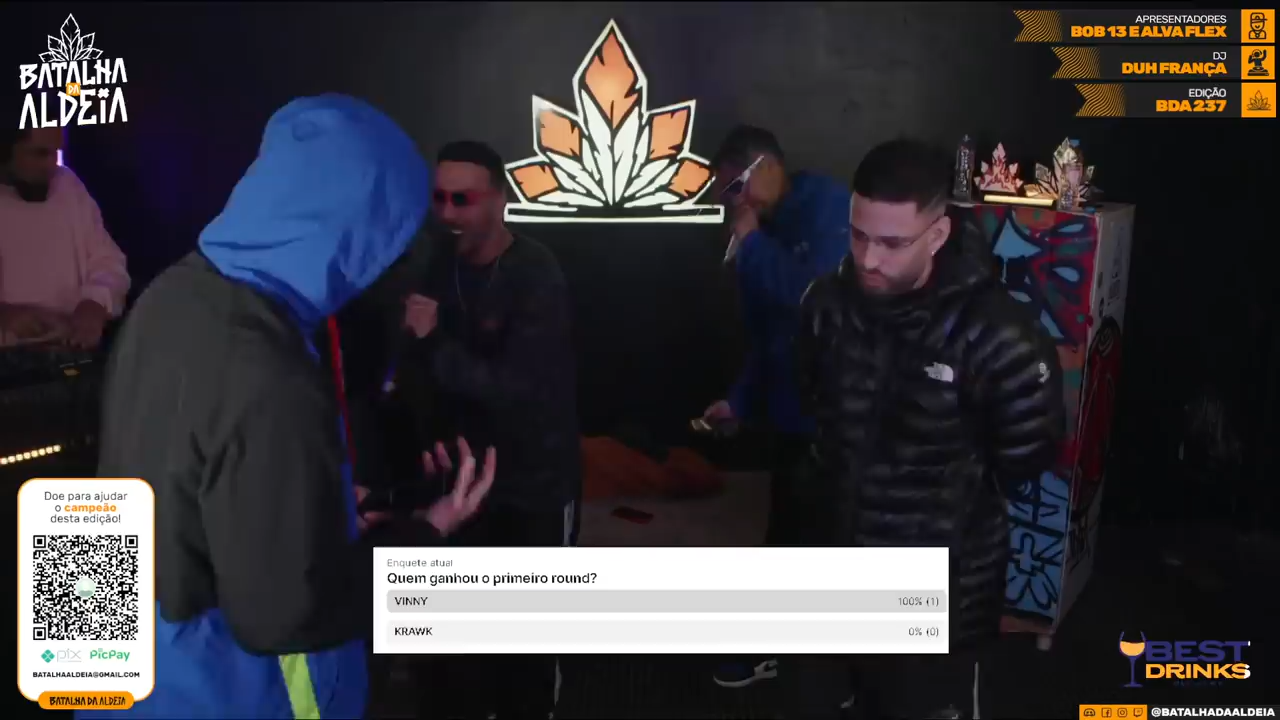 BATALHA
DA
ALDEIA
APRESENTADORES
BOB 13 E ALVA FLEX
DJ
DUH FRANÇA
EDIÇÃO
BDA 237
Doe para ajudar
o campeão
desta edição!
pix PicPay
BATALHAALDEIA@GMAIL.COM
BATALHA DA ALDEIA
Enquete atual
Quem ganhou o primeiro round?
VINNY 100% (1)
KRAWK 0% (0)
BEST
DRINKS
@BATALHADAALDEIA